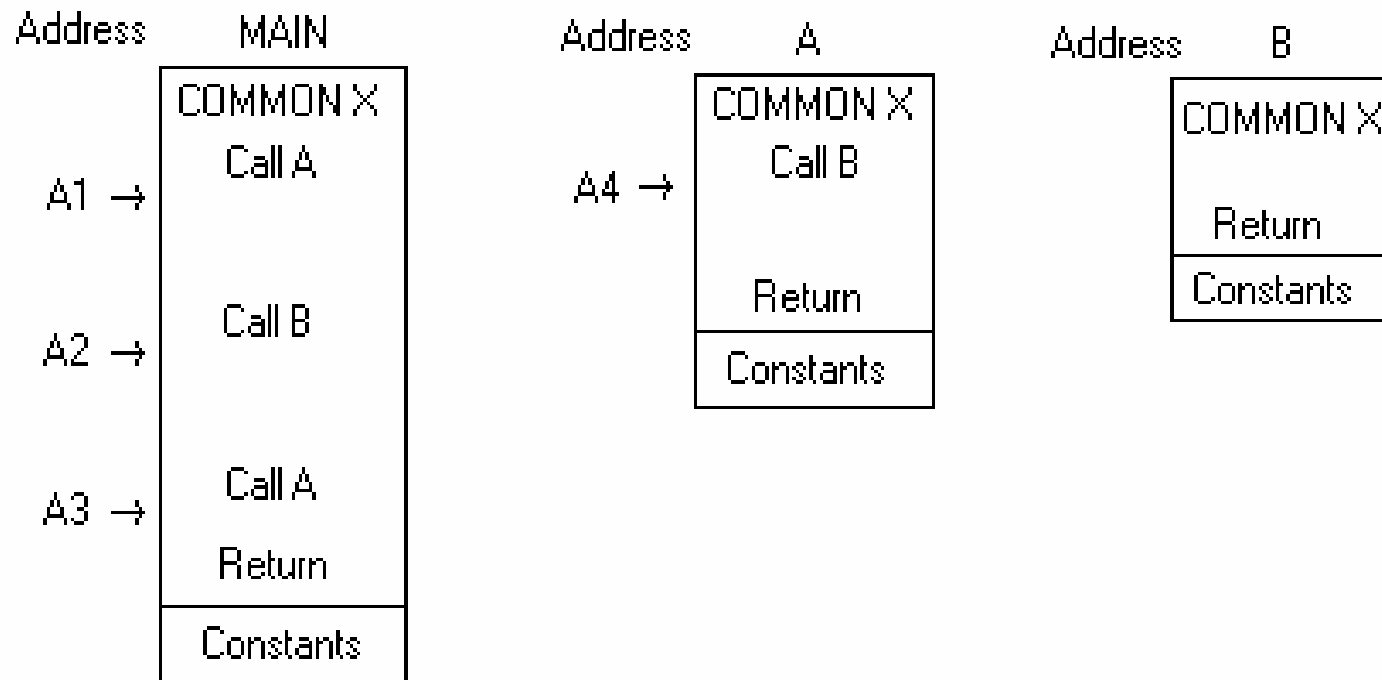 Address MAIN
COMMON X
Call A
A1 →
Call B
A2 →
Call A
A3 →
Return
Constants
Address A
COMMON X
Call B
A4 →
Return
Constants
Address B
COMMON X
Return
Constants